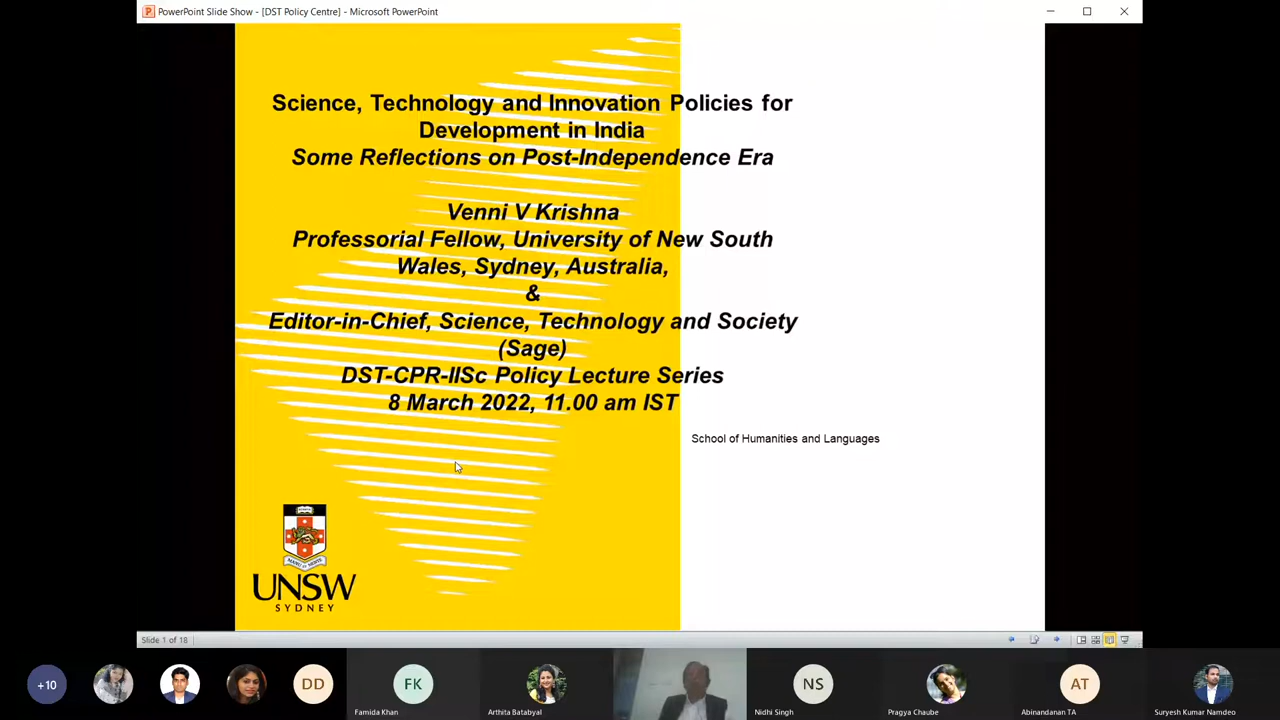 PowerPoint Slide Show - [DST Policy Centre] - Microsoft PowerPoint
Science, Technology and Innovation Policies for
Development in India
Some Reflections on Post-Independence Era
Venni V Krishna
Professorial Fellow, University of New South
Wales, Sydney, Australia,
&
Editor-in-Chief, Science, Technology and Society
(Sage)
DST-CPR-IISc Policy Lecture Series
8 March 2022, 11.00 am IST
School of Humanities and Languages
UNSW
SYDNEY
Slide 1 of 18
+10
DD
FK
NS
AT
Famida Khan
Arthita Batabyal
Nidhi Singh
Pragya Chaube
Abinandanan TA
Suryesh Kumar Namdeo